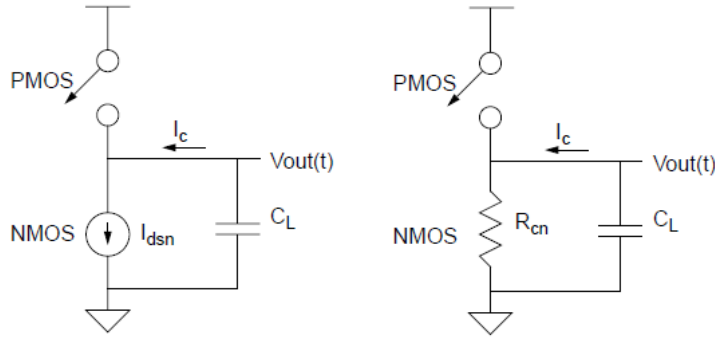 PMOS
I_c
Vout(t)
NMOS
I_dsn
C_L
PMOS
I_c
Vout(t)
NMOS
R_cn
C_L